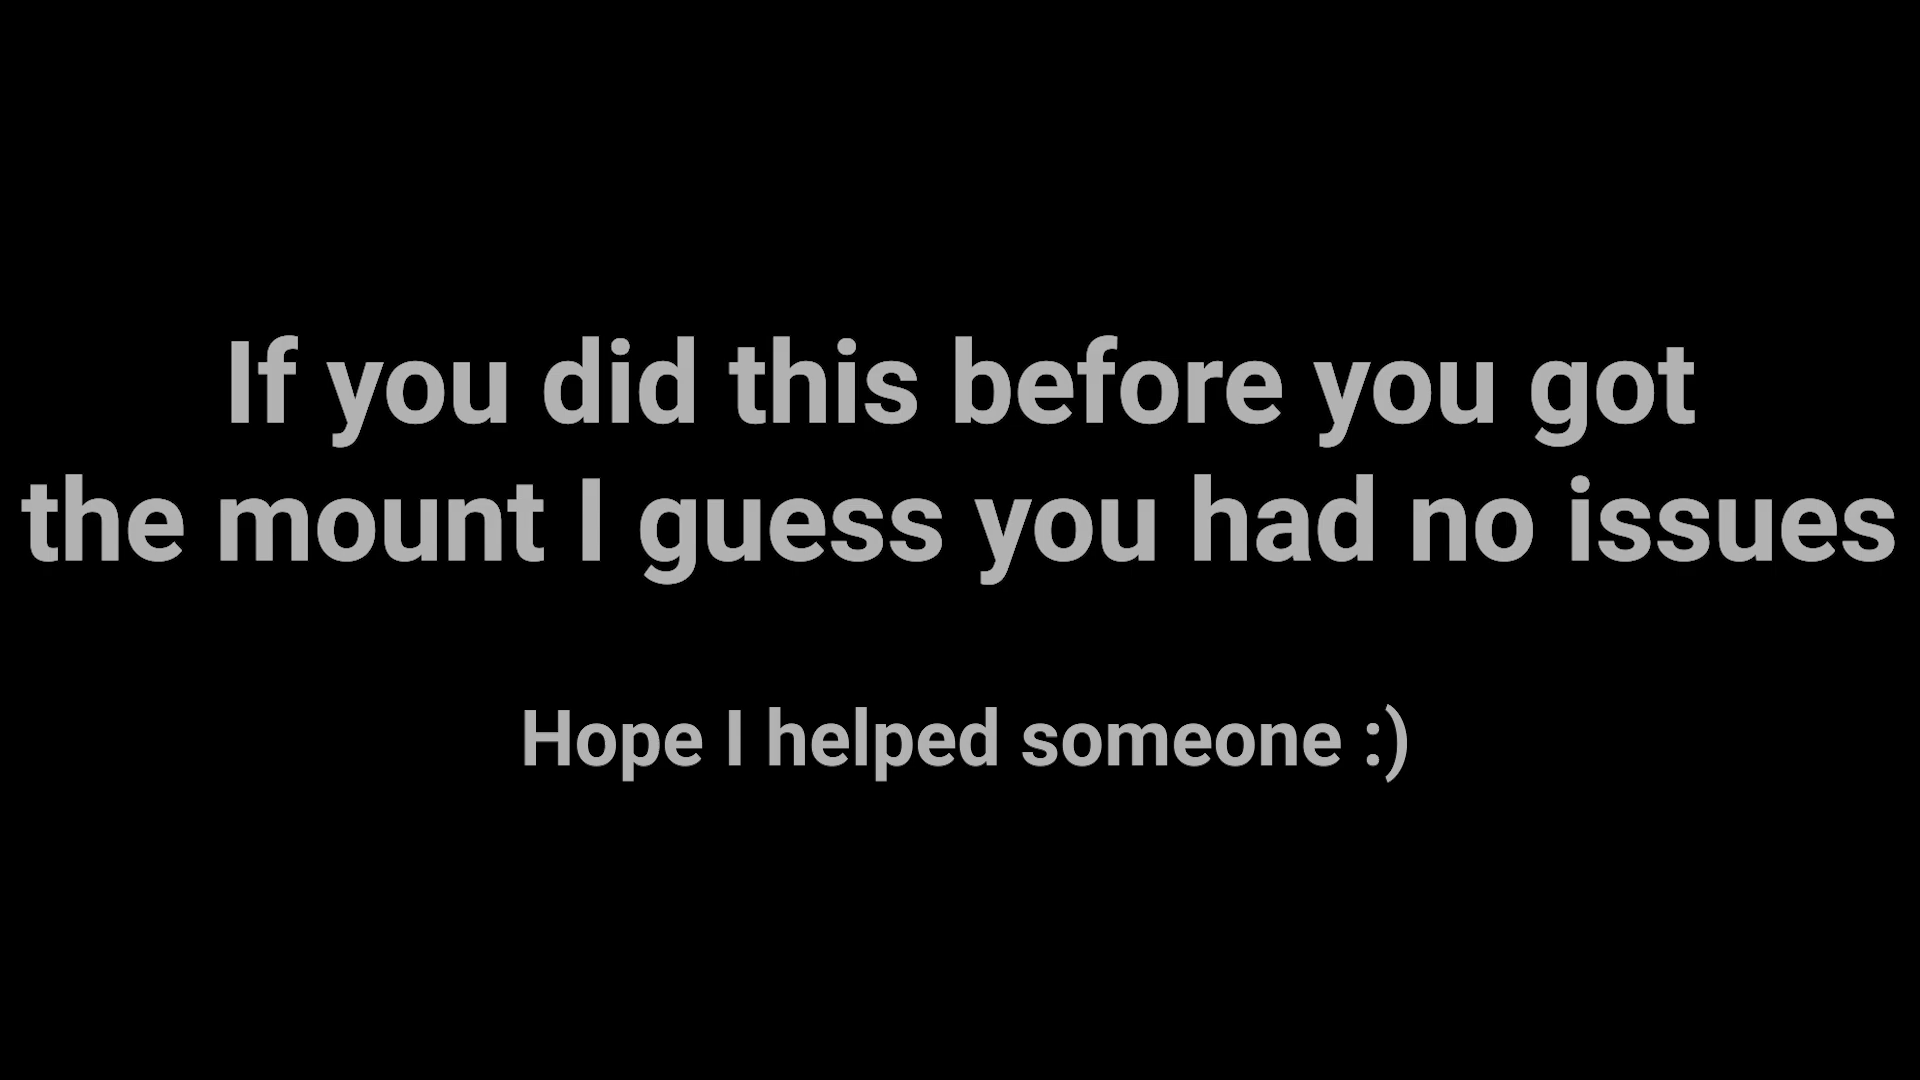 If you did this before you got
the mount I guess you had no issues
Hope I helped someone :)